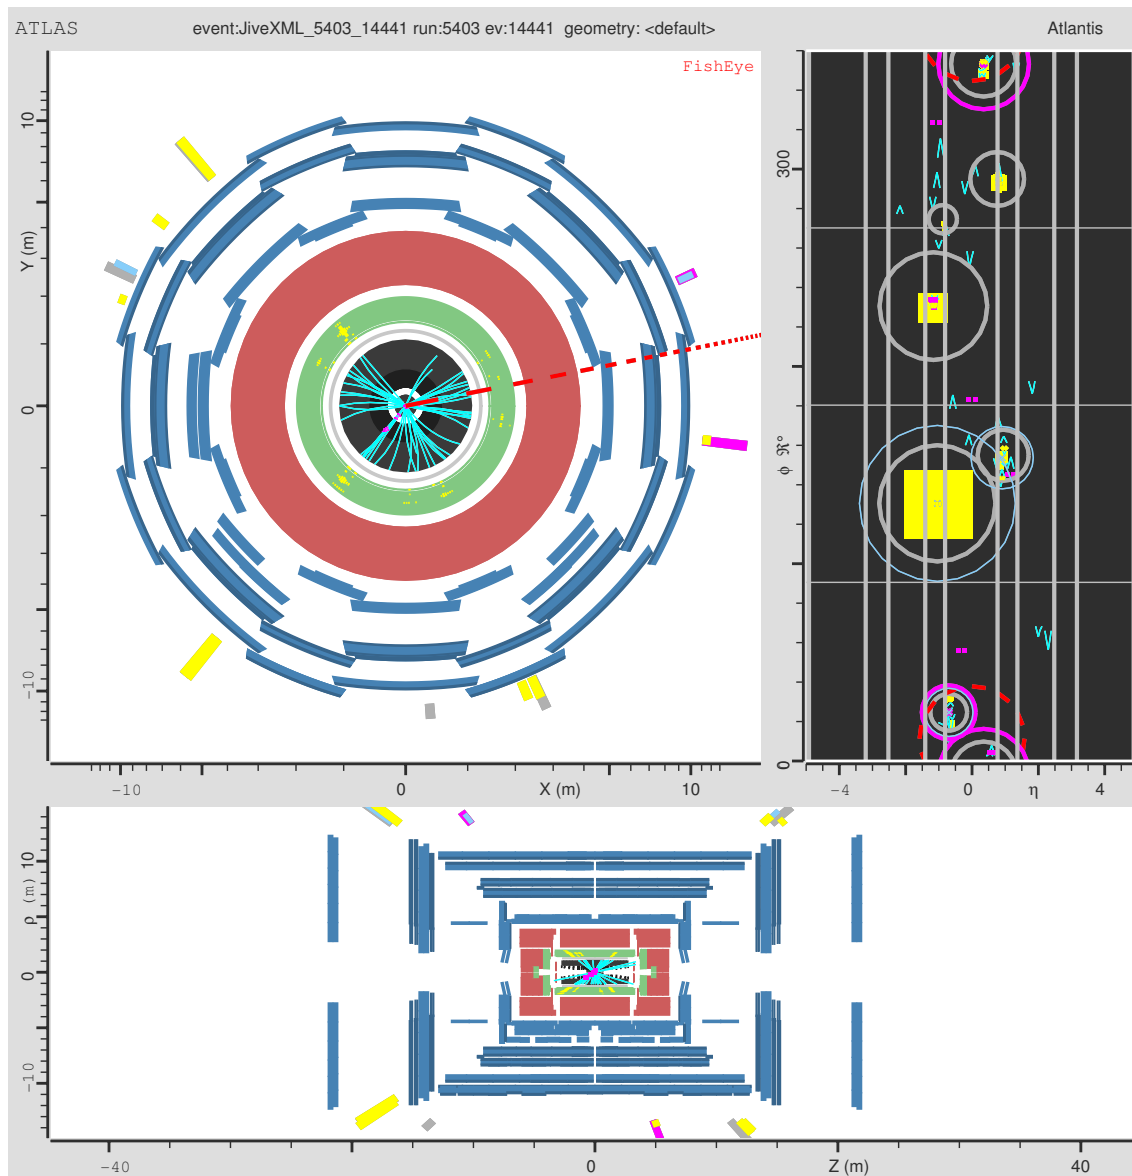 ATLAS event:JiveXML_5403_14441 run:5403 ev:14441 geometry: <default> Atlantis
FishEye
10
Y (m)
0
-10
-10 0 X (m) 10
300
ϕ ℜ°
0
-4 0 η 4
10
ρ (m)
0
-10
-40 0 Z (m) 40